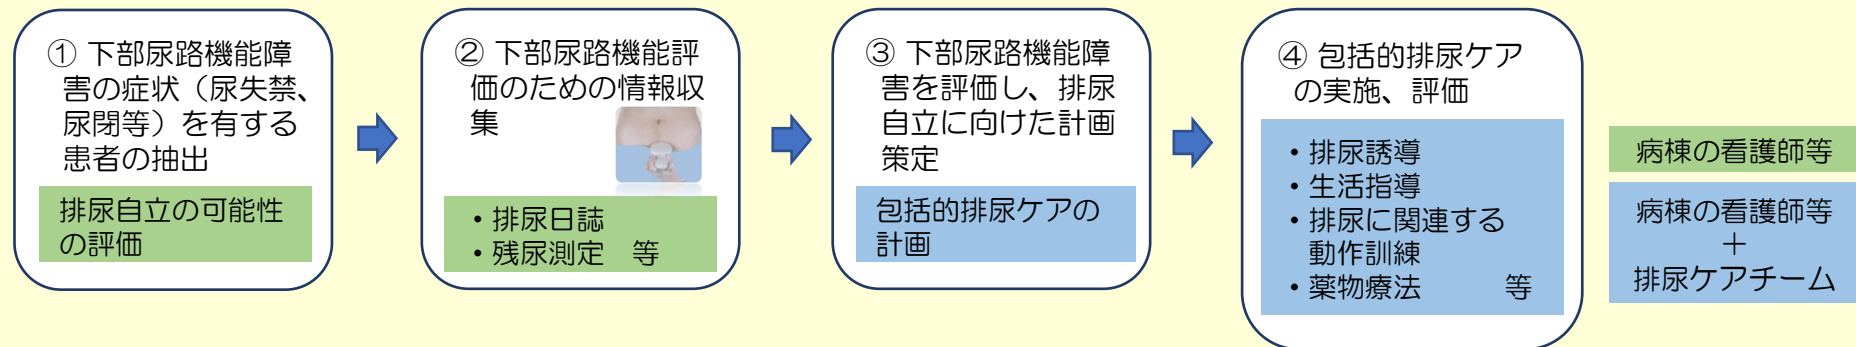 ① 下部尿路機能障
害の症状（尿失禁、
尿閉等）を有する
患者の抽出
排尿自立の可能性
の評価
② 下部尿路機能評
価のための情報収
集
・排尿日誌
・残尿測定　等
③ 下部尿路機能障
害を評価し、排尿
自立に向けた計画
策定
包括的排尿ケアの
計画
④ 包括的排尿ケア
の実施、評価
・排尿誘導
・生活指導
・排尿に関連する
動作訓練
・薬物療法　　等
病棟の看護師等
病棟の看護師等
＋
排尿ケアチーム